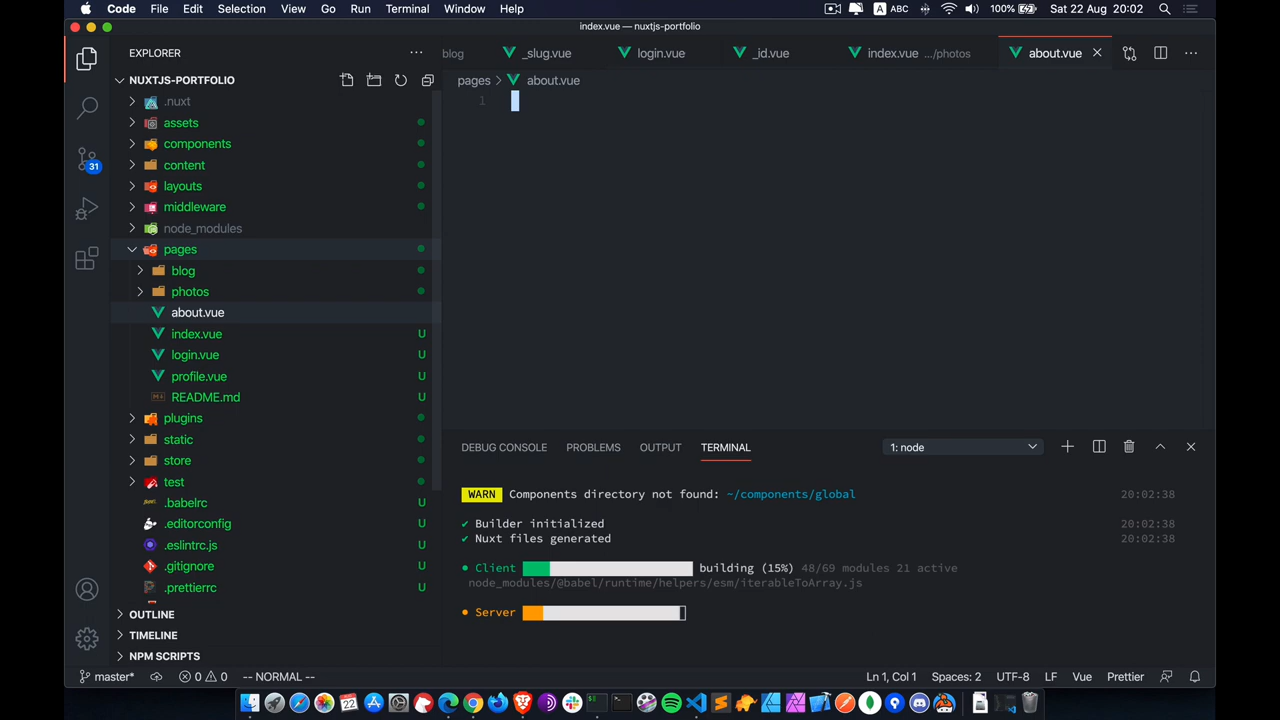 Code File Edit Selection View Go Run Terminal Window Help
A ABC 100% Sat 22 Aug 20:02
index.vue — nuxtjs-portfolio
EXPLORER
blog _slug.vue login.vue _id.vue index.vue .../photos about.vue
NUXTJS-PORTFOLIO
pages > about.vue
1
.nuxt
assets
components
content
layouts
middleware
node_modules
pages
blog
photos
about.vue
index.vue U
login.vue U
profile.vue U
README.md U
plugins
static
store
test
.babelrc U
.editorconfig U
.eslintrc.js U
.gitignore U
.prettierrc U
OUTLINE
TIMELINE
NPM SCRIPTS
31
DEBUG CONSOLE PROBLEMS OUTPUT TERMINAL 1: node
WARN Components directory not found: ~/components/global 20:02:38
✔ Builder initialized 20:02:38
✔ Nuxt files generated 20:02:38
● Client building (15%) 48/69 modules 21 active
node_modules/@babel/runtime/helpers/esm/iterableToArray.js
● Server
master* 0 0 -- NORMAL -- Ln 1, Col 1 Spaces: 2 UTF-8 LF Vue Prettier
22